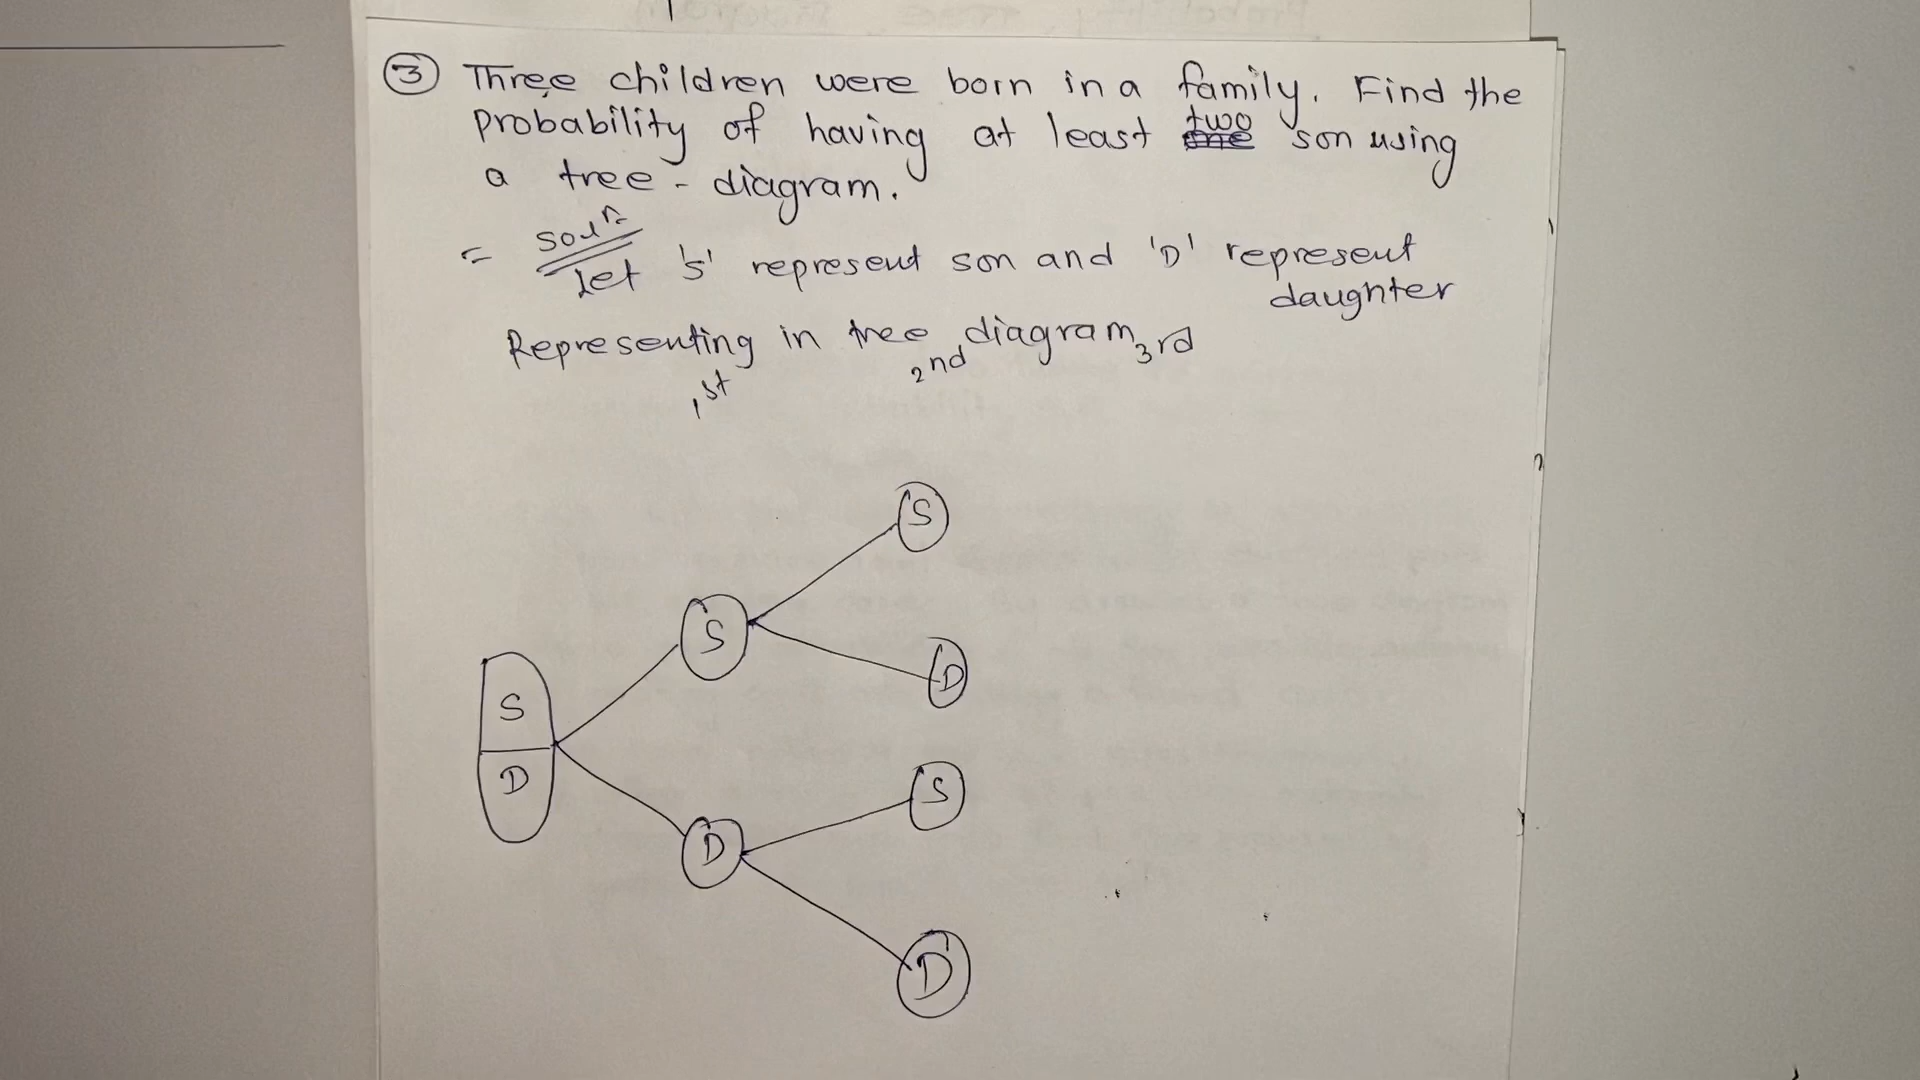 ③ Three children were born in a family. Find the
probability of having at least two son using
a tree-diagram.
= soln
let 'S' represent son and 'D' represent
daughter
Representing in tree diagram
1st 2nd 3rd
S
S
D
S
D
S
D
D